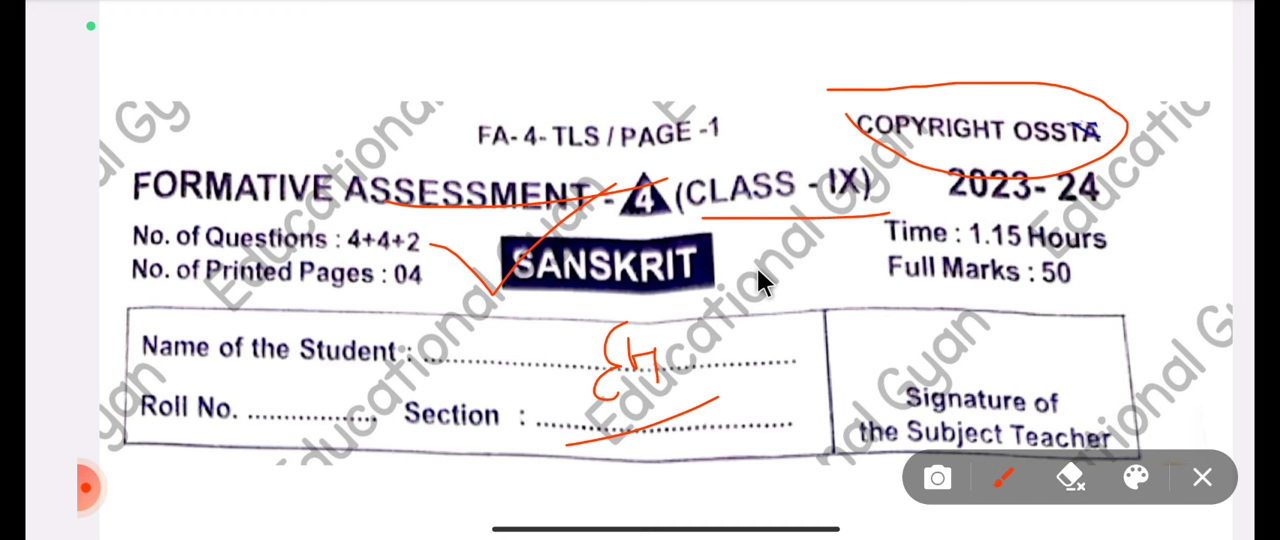 FA- 4- TLS / PAGE -1
COPYRIGHT OSSTA
FORMATIVE ASSESSMENT - 4 (CLASS - IX)
2023- 24
No. of Questions : 4+4+2
SANSKRIT
Time : 1.15 Hours
No. of Printed Pages : 04
Full Marks : 50
Name of the Student :
Roll No. Section :
Signature of
the Subject Teacher
Educational Gyan